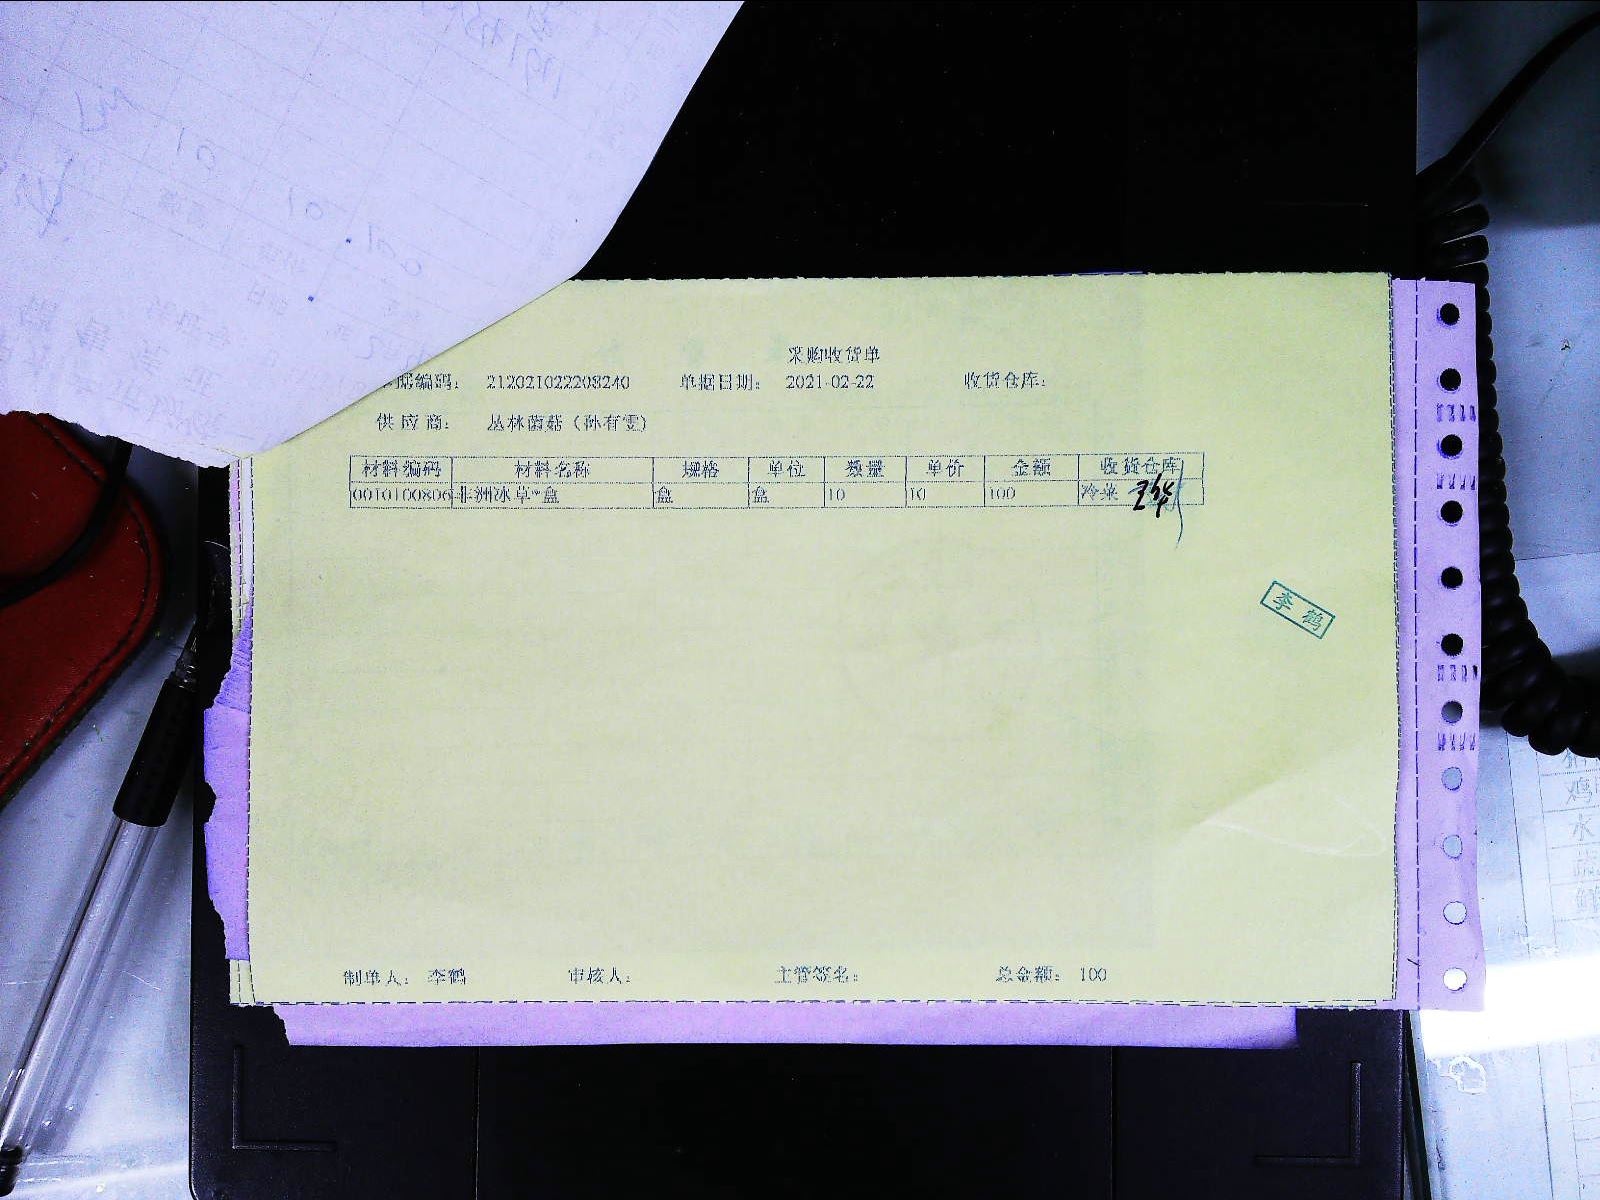 采购收货单
编码： 212021022208240 单据日期： 2021-02-22 收货仓库：
供应商： 丛林菌菇（孙有雯）
材料编码 材料名称 规格 单位 数量 单价 金额 收货仓库
0010100806 非洲冰草*盒 盒 盒 10 10 100 冷菜
李鹤
制单人： 李鹤 审核人： 主管签名： 总金额： 100
鸡
水